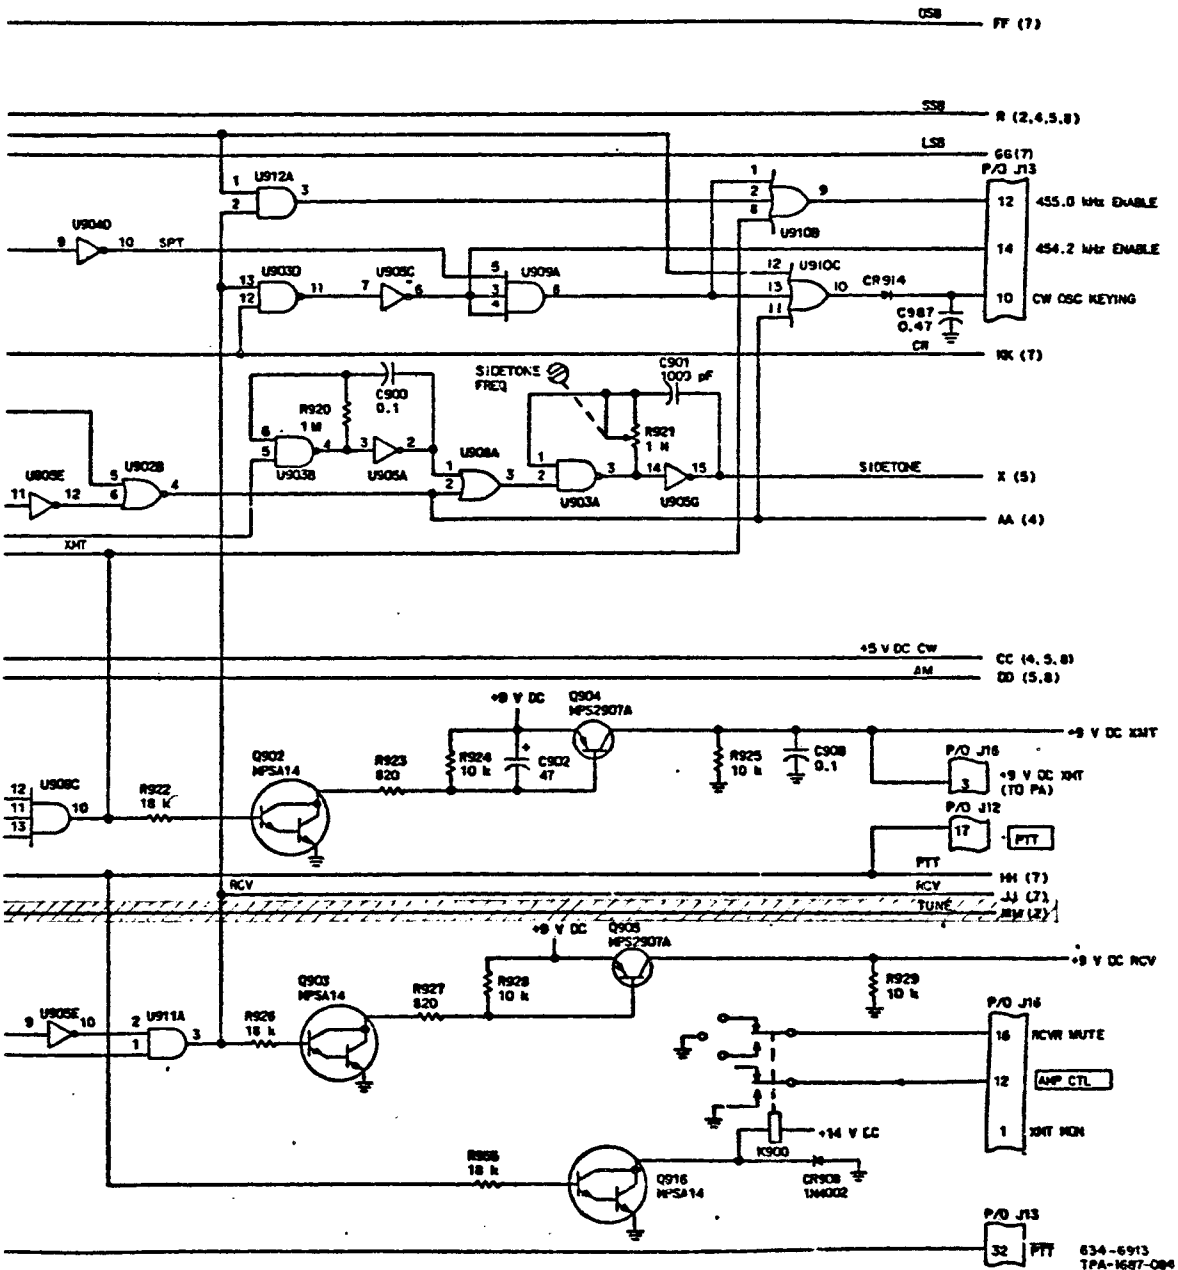 DSB
FF (7)
SSB
R (2,4,5,8)
LSB
GG(7)
P/O J13
U912A
1
3
2
1
2
8
9
U910B
12
455.0 kHz ENABLE
U904D
9
10
SPT
14
454.2 kHz ENABLE
U903D
13
12
11
7
6
U909A
5
3
4
6
12
13
11
U910C
10
CR914
10
CW OSC KEYING
C987
0.47
CW
KK (7)
SIDETONE
FREQ
C901
C900
0.1
R920
1 M
6
5
4
3
2
U903B
U905A
U908A
1
2
3
1
2
3
R921
1 M
14
15
U903A
U905G
SIDETONE
X (5)
U902B
11
12
5
6
4
AA (4)
XMT
+5 V DC CW
CC (4,5,8)
AM
DD (5,8)
+9 V DC
Q904
MPS2907A
+9 V DC XMT
Q902
MPSA14
R923
820
R924
10 k
C902
47
+
R925
10 k
C908
0.1
P/O J16
3
+9 V DC XMT
(TO PA)
12
11
13
10
R922
18 k
P/O J12
17
PTT
PTT
HH (7)
RCV
RCV
JJ (7)
TUNE
+9 V DC
Q905
MPS2907A
+9 V DC RCV
Q903
MPSA14
R927
820
R928
10 k
R929
10 k
9
10
2
1
U911A
3
R926
18 k
P/O J16
16
RCVR MUTE
12
AMP CTL
1
XMT MON
+14 V DC
K900
18 k
Q916
MPSA14
CR908
1N4002
P/O J13
32
PTT
634-6913
TPA-1687-084